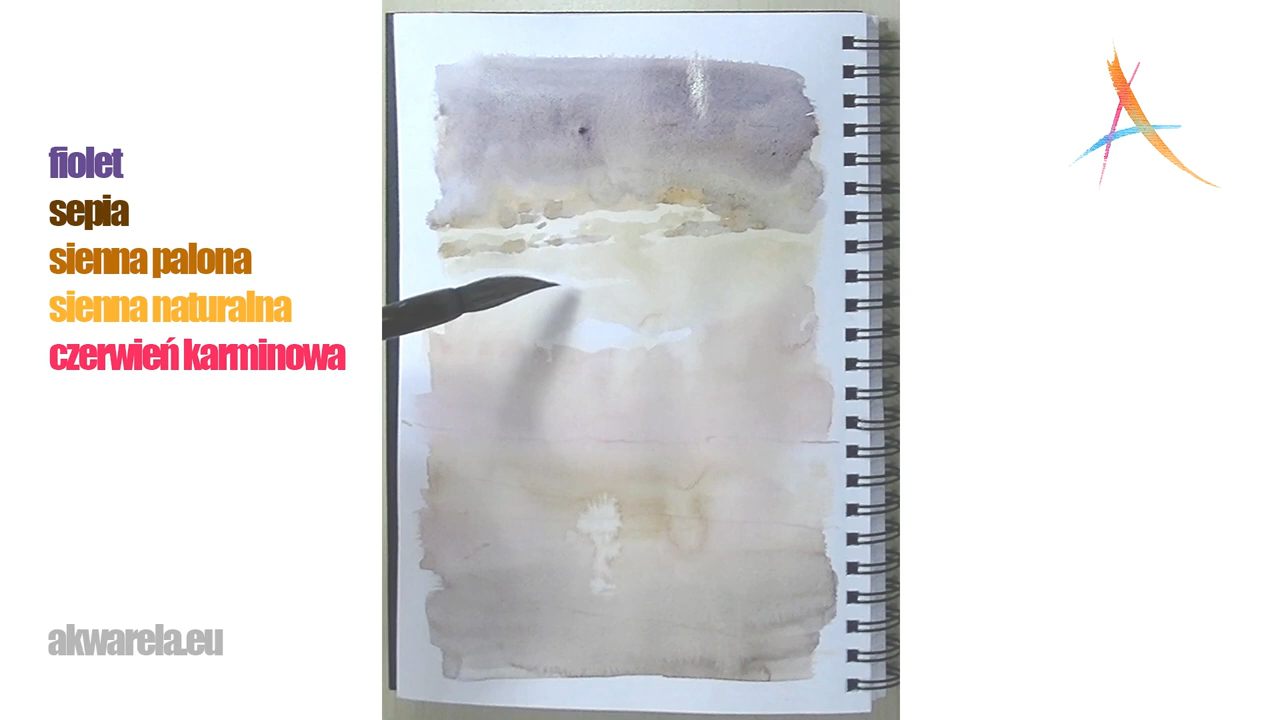 fiolet
sepia
sienna palona
sienna naturalna
czerwień karminowa
akwarela.eu